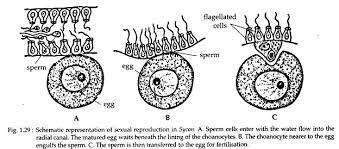 flagellated
cells
sperm
sperm
egg
egg
A
B
C
Fig. 1.29 : Schematic representation of sexual reproduction in Sycon. A. Sperm cells enter with the water flow into the
radial canal. The matured egg waits beneath the lining of the choanocytes. B. The choanocyte nearer to the egg
engulfs the sperm. C. The sperm is then transferred to the egg for fertilisation.